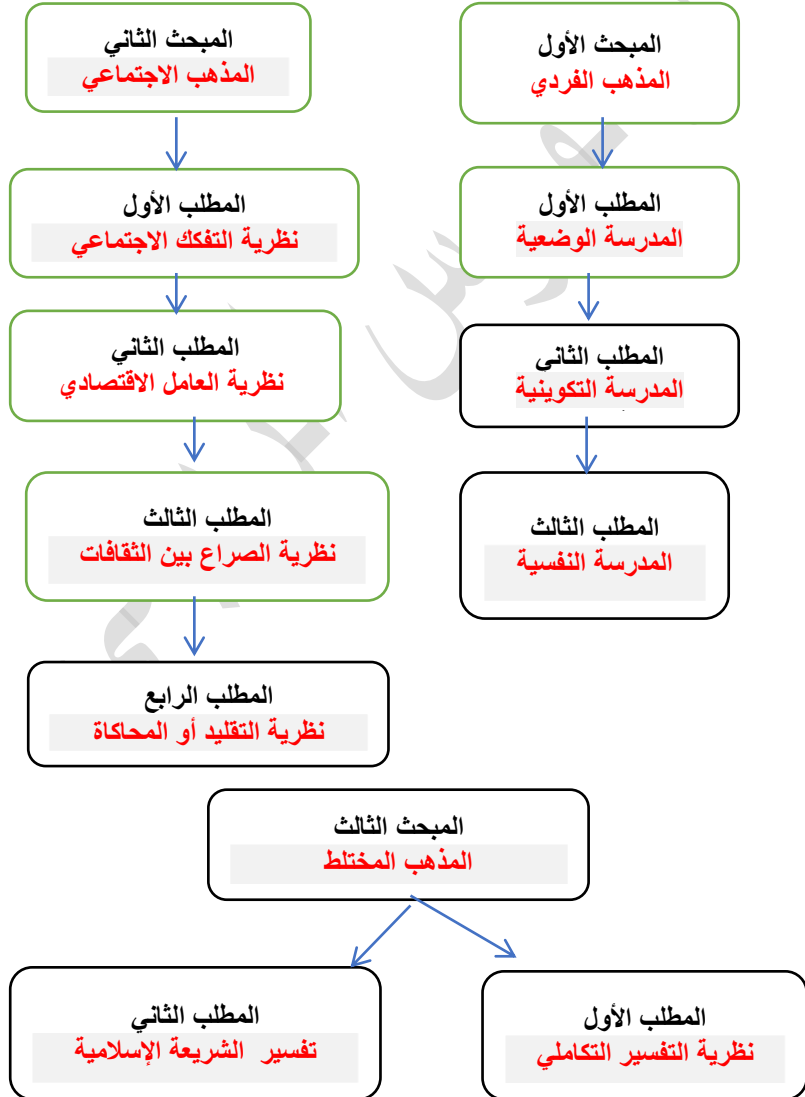 المبحث الأول
المذهب الفردي
المطلب الأول
المدرسة الوضعية
المطلب الثاني
المدرسة التكوينية
المطلب الثالث
المدرسة النفسية
المبحث الثاني
المذهب الاجتماعي
المطلب الأول
نظرية التفكك الاجتماعي
المطلب الثاني
نظرية العامل الاقتصادي
المطلب الثالث
نظرية الصراع بين الثقافات
المطلب الرابع
نظرية التقليد أو المحاكاة
المبحث الثالث
المذهب المختلط
المطلب الأول
نظرية التفسير التكاملي
المطلب الثاني
تفسير الشريعة الإسلامية